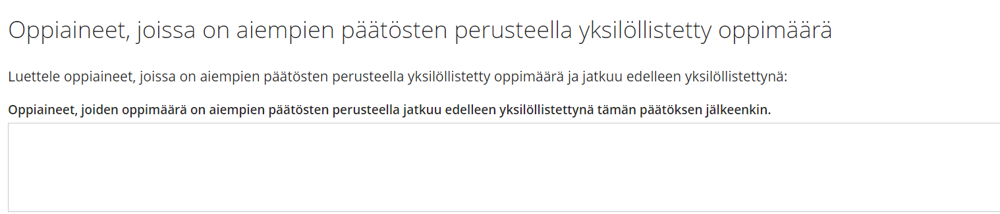 Oppiaineet, joissa on aiempien päätösten perusteella yksilöllistetty oppimäärä
Luettele oppiaineet, joissa on aiempien päätösten perusteella yksilöllistetty oppimäärä ja jatkuu edelleen yksilöllistettynä:
Oppiaineet, joiden oppimäärä on aiempien päätösten perusteella jatkuu edelleen yksilöllistettynä tämän päätöksen jälkeenkin.